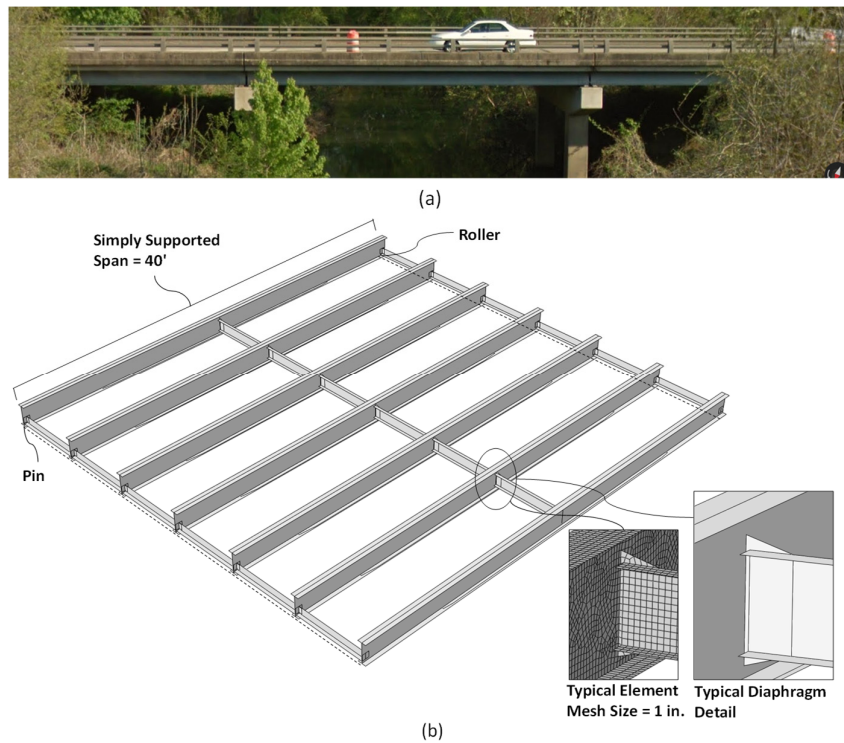 (a)
Simply Supported
Span = 40'
Roller
Pin
Typical Element
Mesh Size = 1 in.
Typical Diaphragm
Detail
(b)